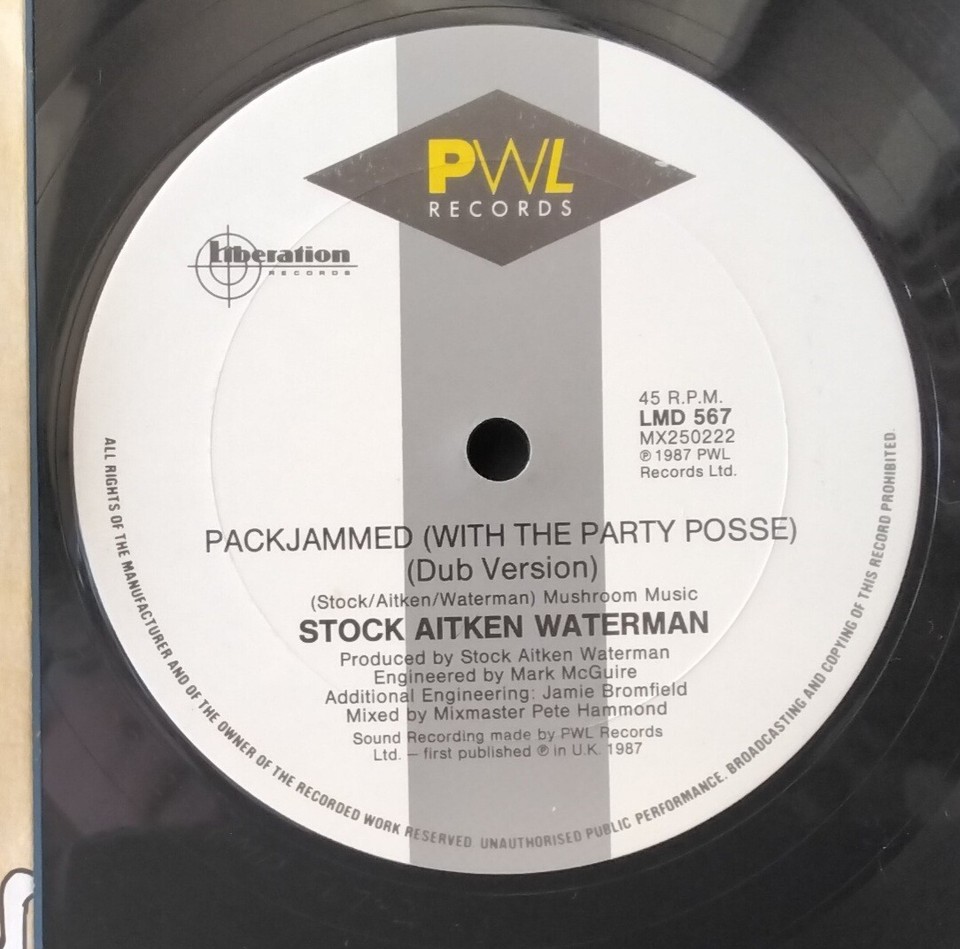 PWL
RECORDS
Liberation
RECORDS
45 R.P.M.
LMD 567
MX250222
℗ 1987 PWL
Records Ltd.
PACKJAMMED (WITH THE PARTY POSSE)
(Dub Version)
(Stock/Aitken/Waterman) Mushroom Music
STOCK AITKEN WATERMAN
Produced by Stock Aitken Waterman
Engineered by Mark McGuire
Additional Engineering: Jamie Bromfield
Mixed by Mixmaster Pete Hammond
Sound Recording made by PWL Records
Ltd. – first published ℗ in U.K. 1987
ALL RIGHTS OF THE MANUFACTURER AND OF THE OWNER OF THE RECORDED WORK RESERVED. UNAUTHORISED PUBLIC PERFORMANCE. BROADCASTING AND COPYING OF THIS RECORD PROHIBITED.